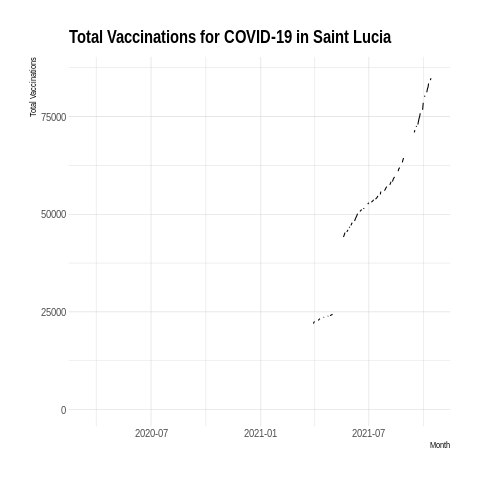 Total Vaccinations for COVID-19 in Saint Lucia
Total Vaccinations
75000
50000
25000
0
2020-07 2021-01 2021-07
Month